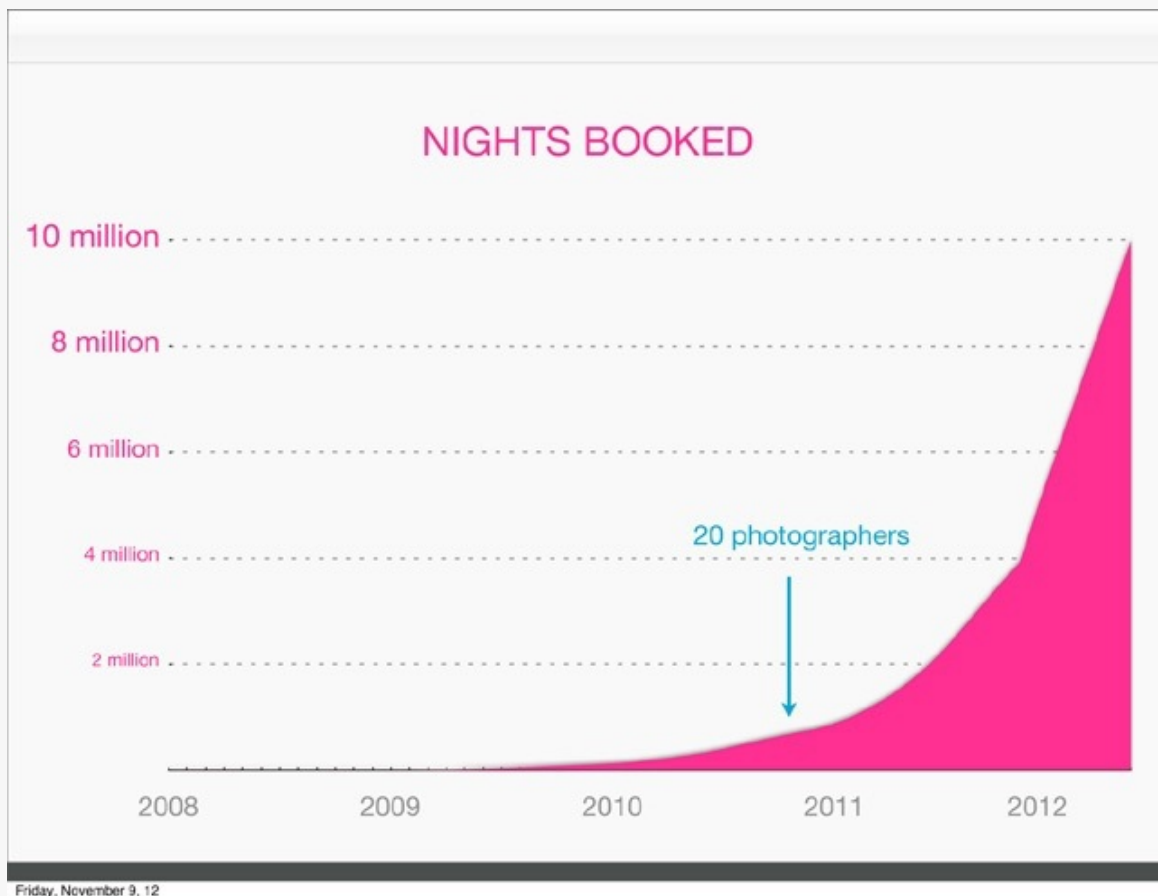 NIGHTS BOOKED
10 million
8 million
6 million
20 photographers
4 million
2 million
2008 2009 2010 2011 2012
Friday, November 9, 12